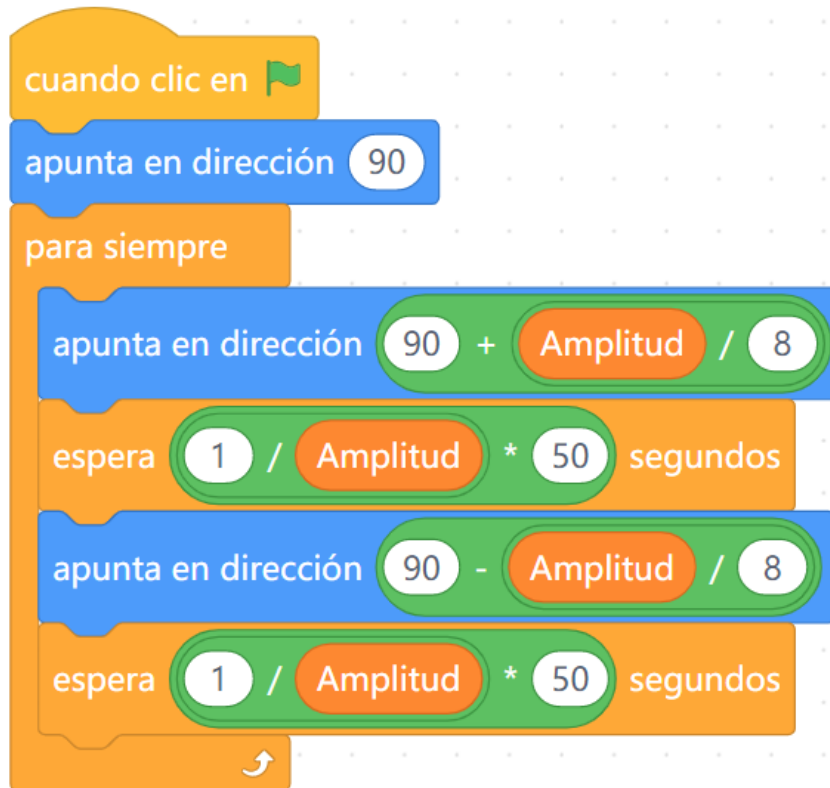 cuando clic en
apunta en dirección 90
para siempre
apunta en dirección 90 + Amplitud / 8
espera 1 / Amplitud * 50 segundos
apunta en dirección 90 - Amplitud / 8
espera 1 / Amplitud * 50 segundos